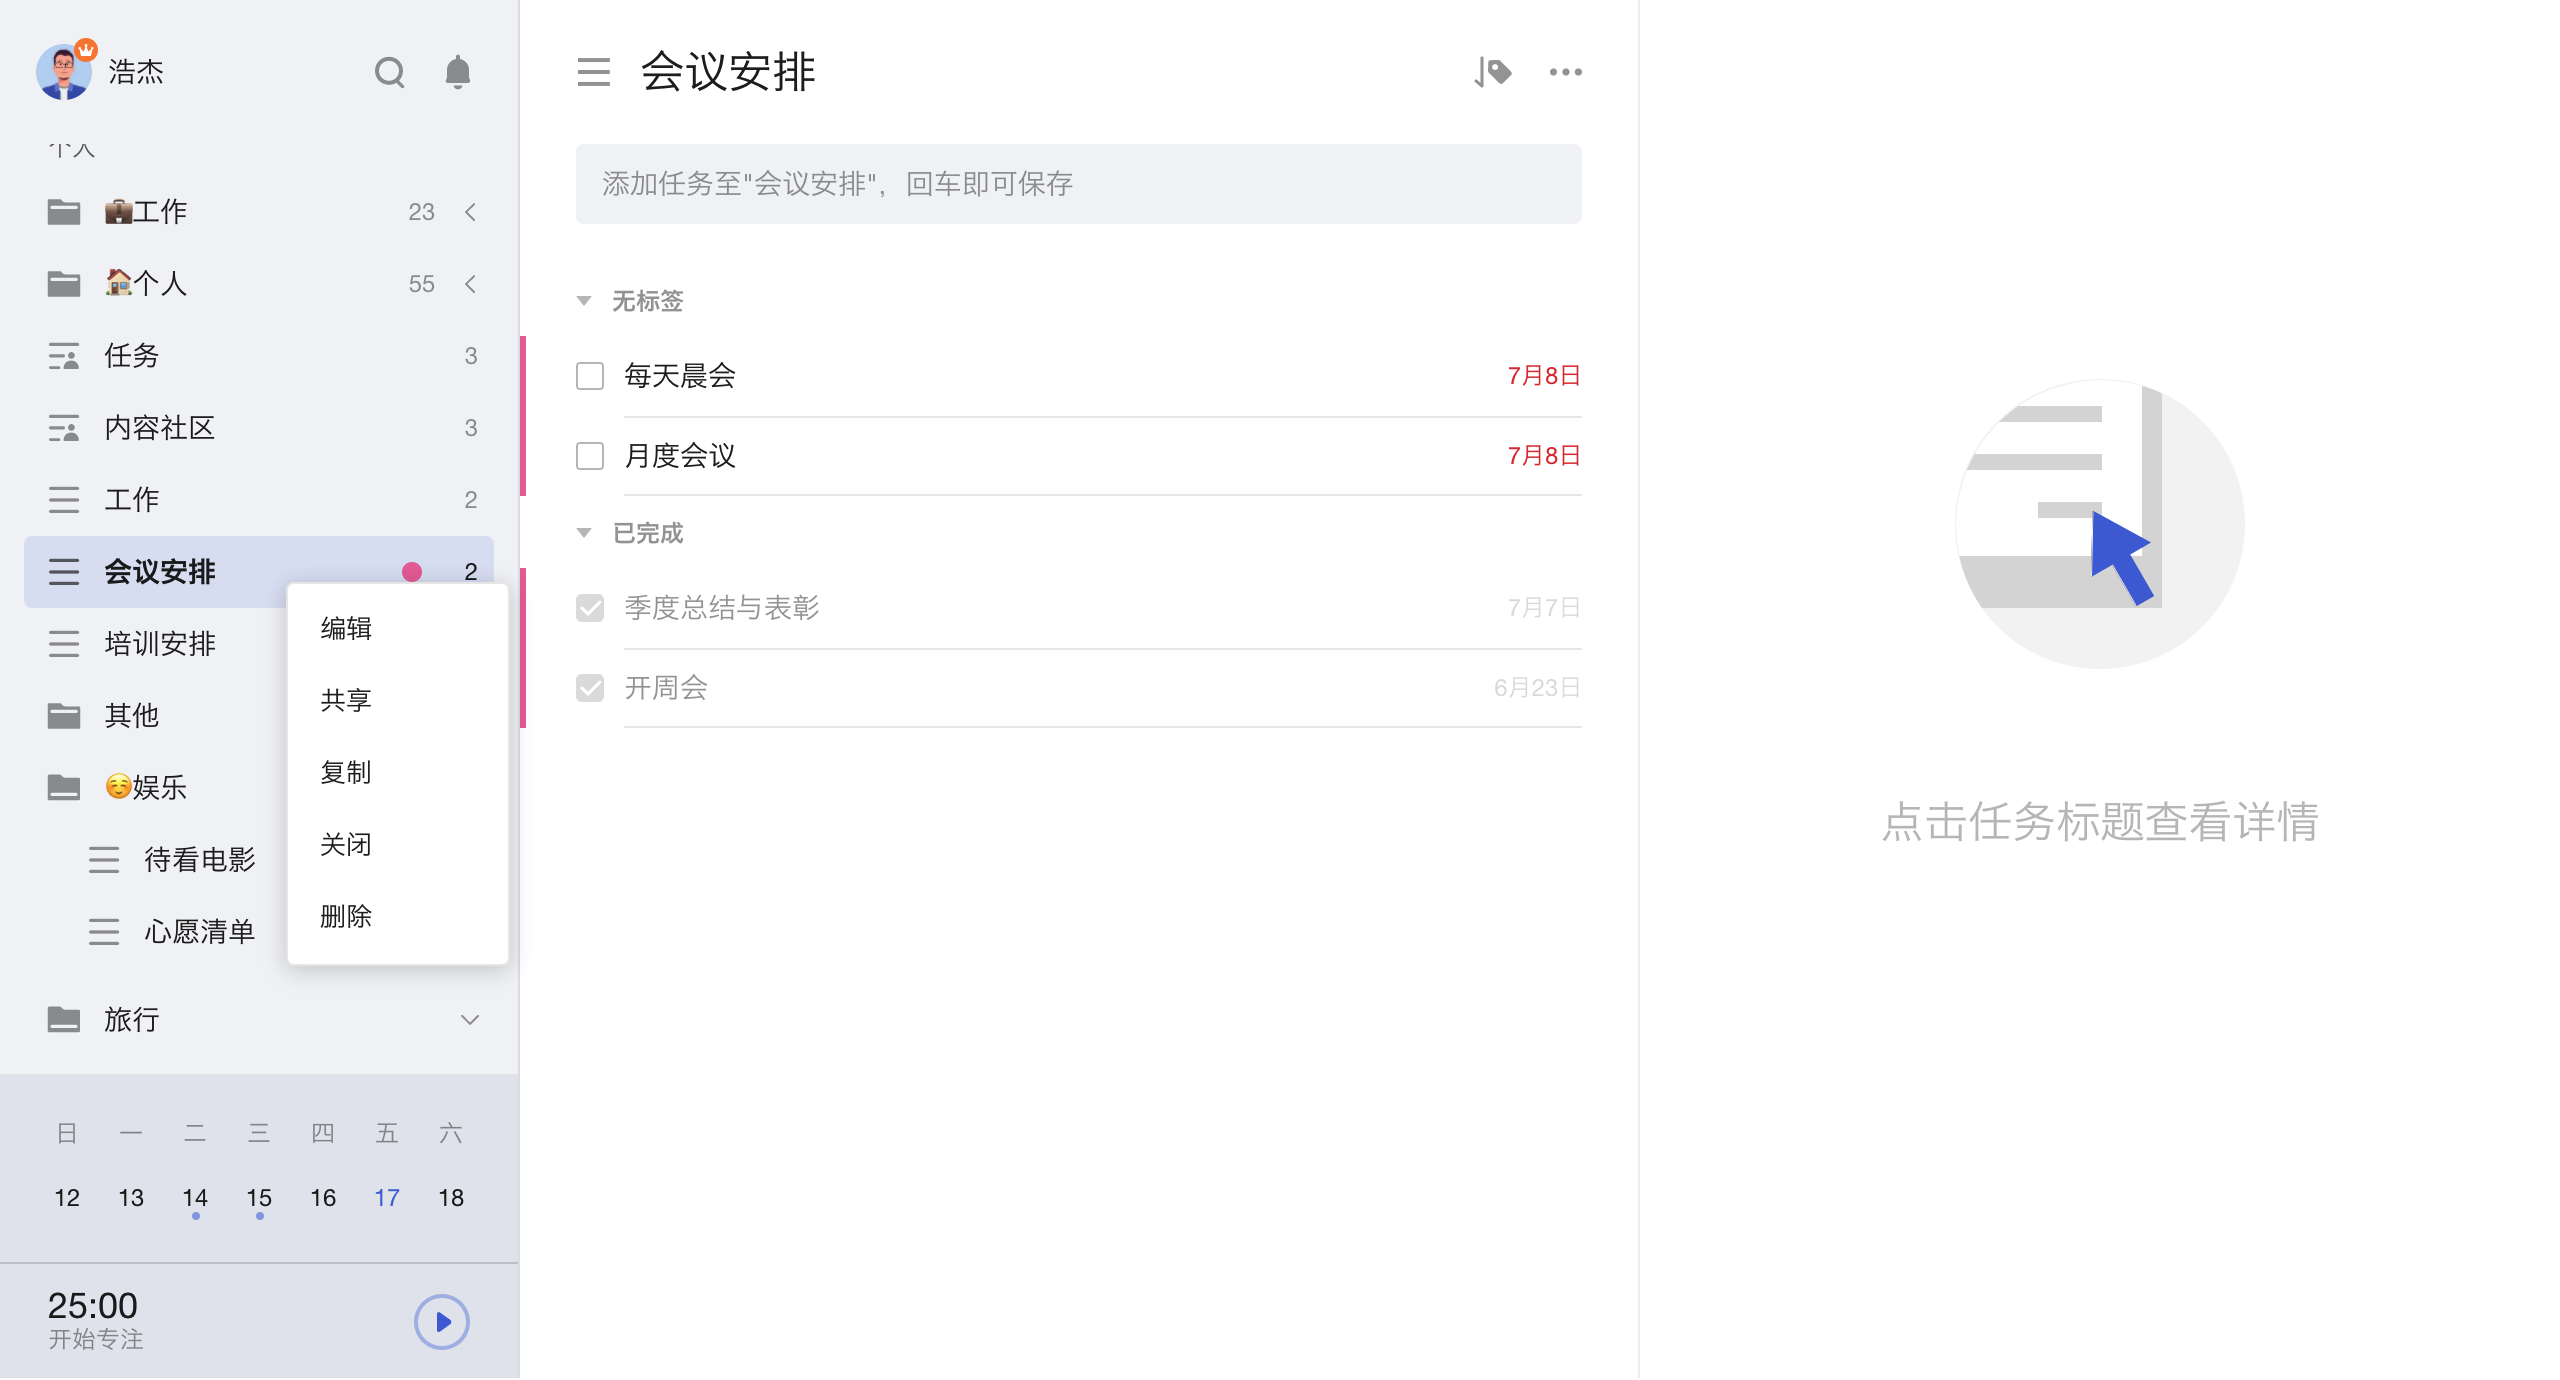 浩杰
个人
工作 23
个人 55
任务 3
内容社区 3
工作 2
会议安排 2
培训安排
其他
娱乐
待看电影
心愿清单
旅行
编辑
共享
复制
关闭
删除
日 一 二 三 四 五 六
12 13 14 15 16 17 18
25:00
开始专注
会议安排
添加任务至"会议安排"，回车即可保存
无标签
每天晨会 7月8日
月度会议 7月8日
已完成
季度总结与表彰 7月7日
开周会 6月23日
点击任务标题查看详情